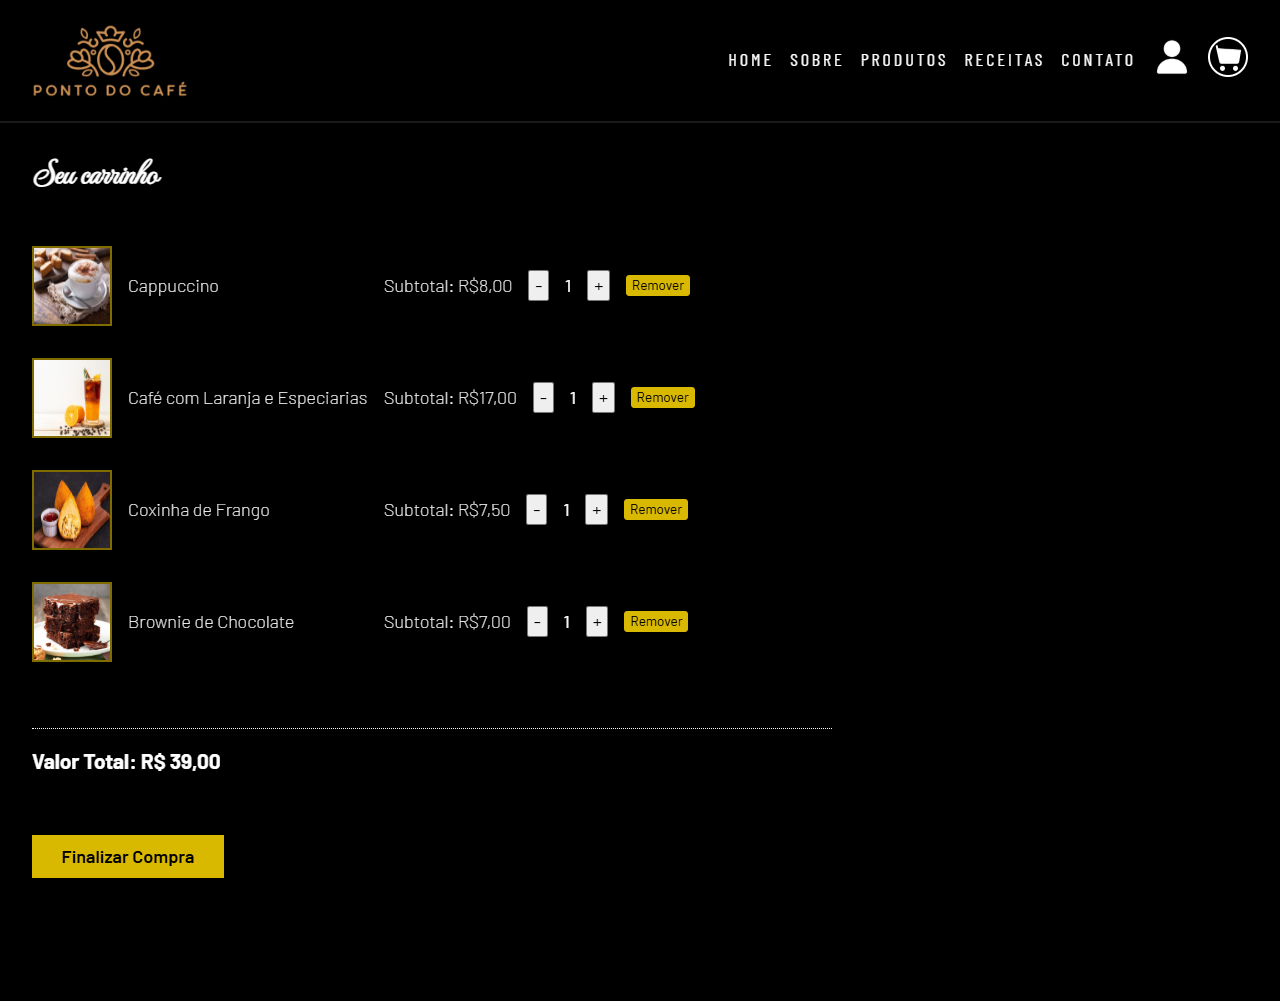 PONTO DO CAFÉ
HOME SOBRE PRODUTOS RECEITAS CONTATO
Seu carrinho
Cappuccino Subtotal: R$8,00 - 1 + Remover
Café com Laranja e Especiarias Subtotal: R$17,00 - 1 + Remover
Coxinha de Frango Subtotal: R$7,50 - 1 + Remover
Brownie de Chocolate Subtotal: R$7,00 - 1 + Remover
Valor Total: R$ 39,00
Finalizar Compra